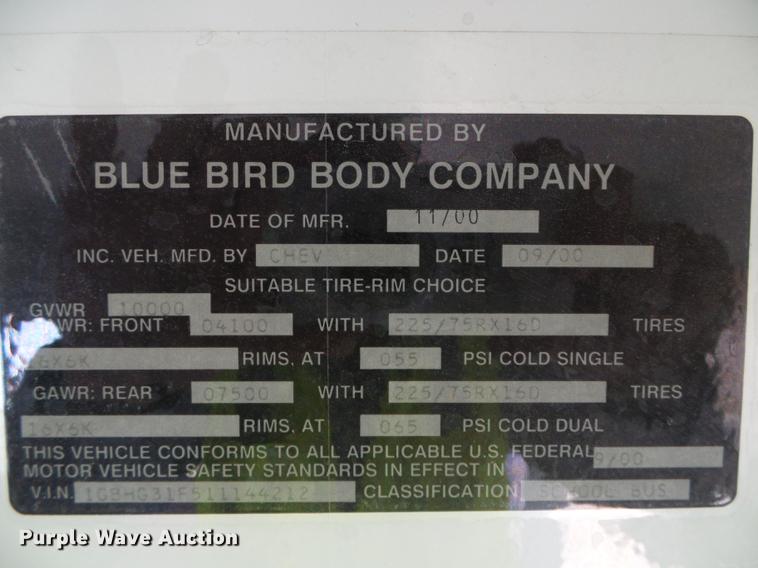 MANUFACTURED BY
BLUE BIRD BODY COMPANY
DATE OF MFR. 11/00
INC. VEH. MFD. BY CHEV DATE 09/00
SUITABLE TIRE-RIM CHOICE
GVWR 10000
GAWR: FRONT 04100 WITH 225/75RX16D TIRES
16X6K RIMS, AT 055 PSI COLD SINGLE
GAWR: REAR 07500 WITH 225/75RX16D TIRES
16X6K RIMS, AT 065 PSI COLD DUAL
THIS VEHICLE CONFORMS TO ALL APPLICABLE U.S. FEDERAL
MOTOR VEHICLE SAFETY STANDARDS IN EFFECT IN 9/00
V.I.N. 1GBHG31F511144212 CLASSIFICATION SCHOOL BUS
Purple Wave Auction